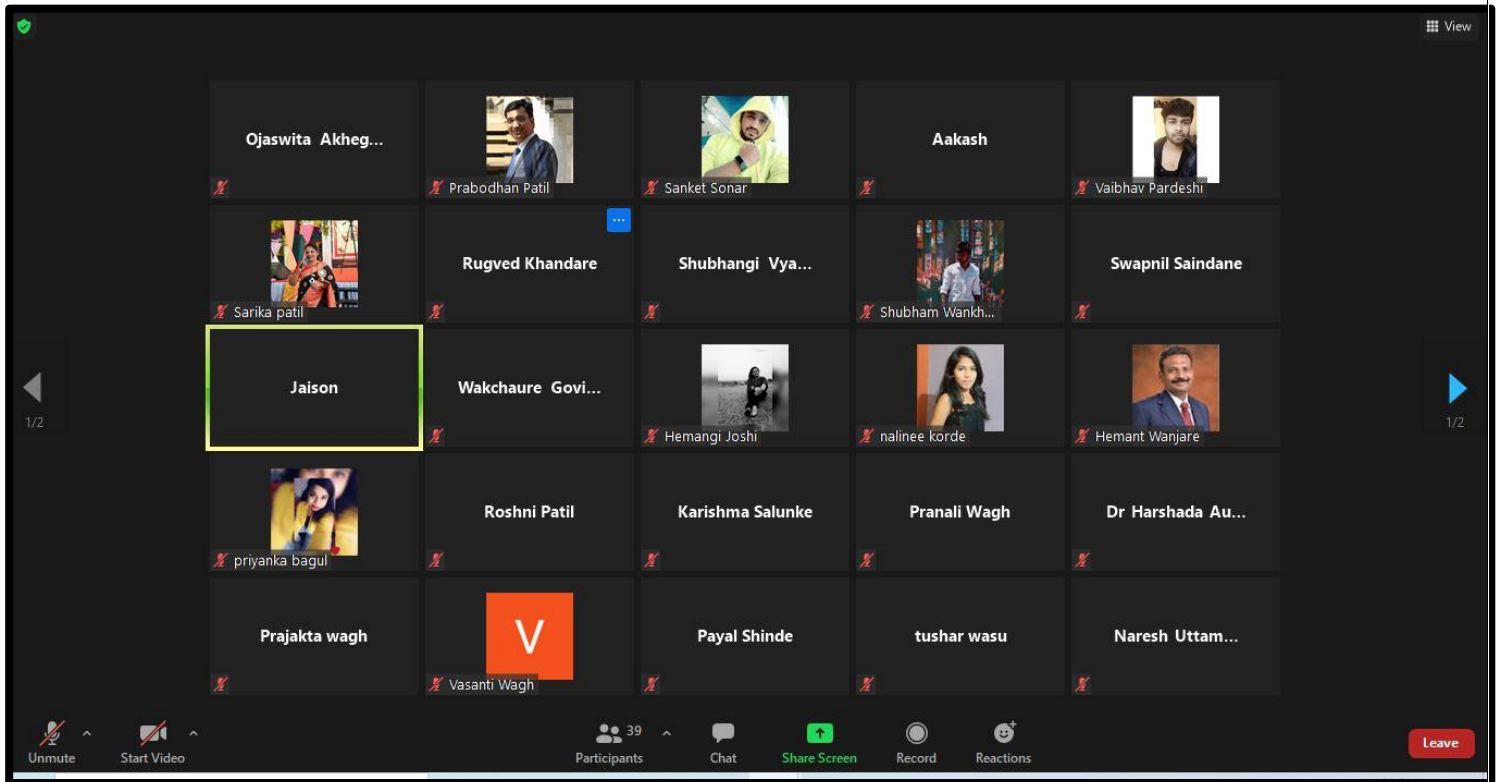 View
Ojaswita Akheg...
Prabodhan Patil
Sanket Sonar
Aakash
Vaibhav Pardeshi
Sarika patil
Rugved Khandare
Shubhangi Vya...
Shubham Wankh...
Swapnil Saindane
Jaison
Wakchaure Govi...
Hemangi Joshi
nalinee korde
Hemant Wanjare
1/2
1/2
priyanka bagul
Roshni Patil
Karishma Salunke
Pranali Wagh
Dr Harshada Au...
Prajakta wagh
V
Vasanti Wagh
Payal Shinde
tushar wasu
Naresh Uttam...
Unmute
Start Video
39
Participants
Chat
Share Screen
Record
Reactions
Leave